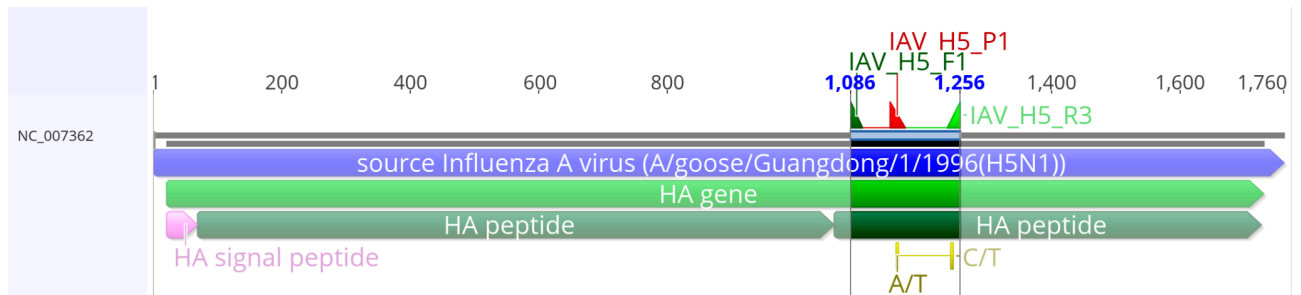 IAV_H5_P1
IAV_H5_F1
1 200 400 600 800 1,086 1,256 1,400 1,600 1,760
IAV_H5_R3
NC_007362
source Influenza A virus (A/goose/Guangdong/1/1996(H5N1))
HA gene
HA peptide HA peptide
HA signal peptide C/T
A/T